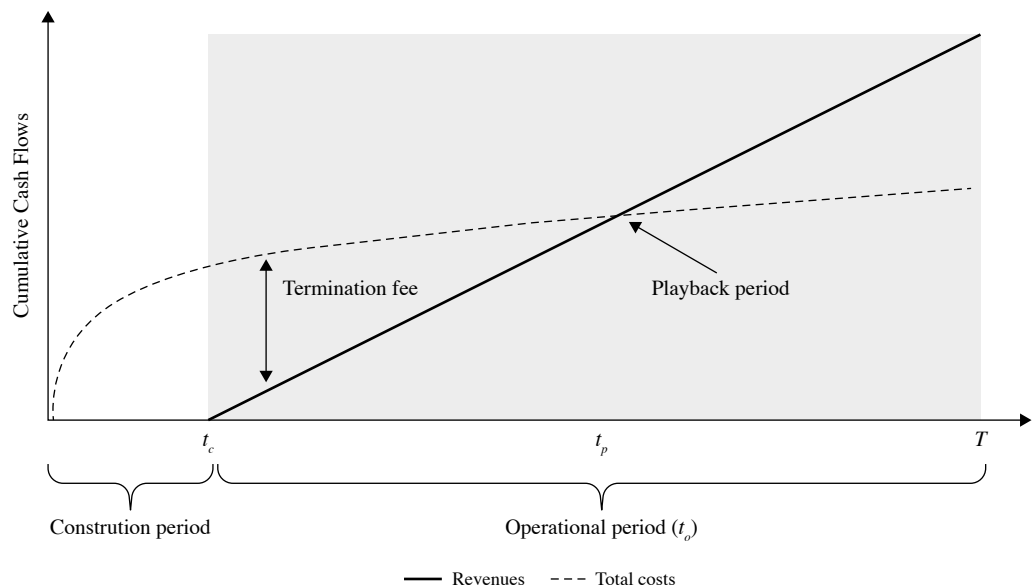 Cumulative Cash Flows
Termination fee
Playback period
t_c
t_p
T
Constrution period
Operational period (t_o)
Revenues
Total costs